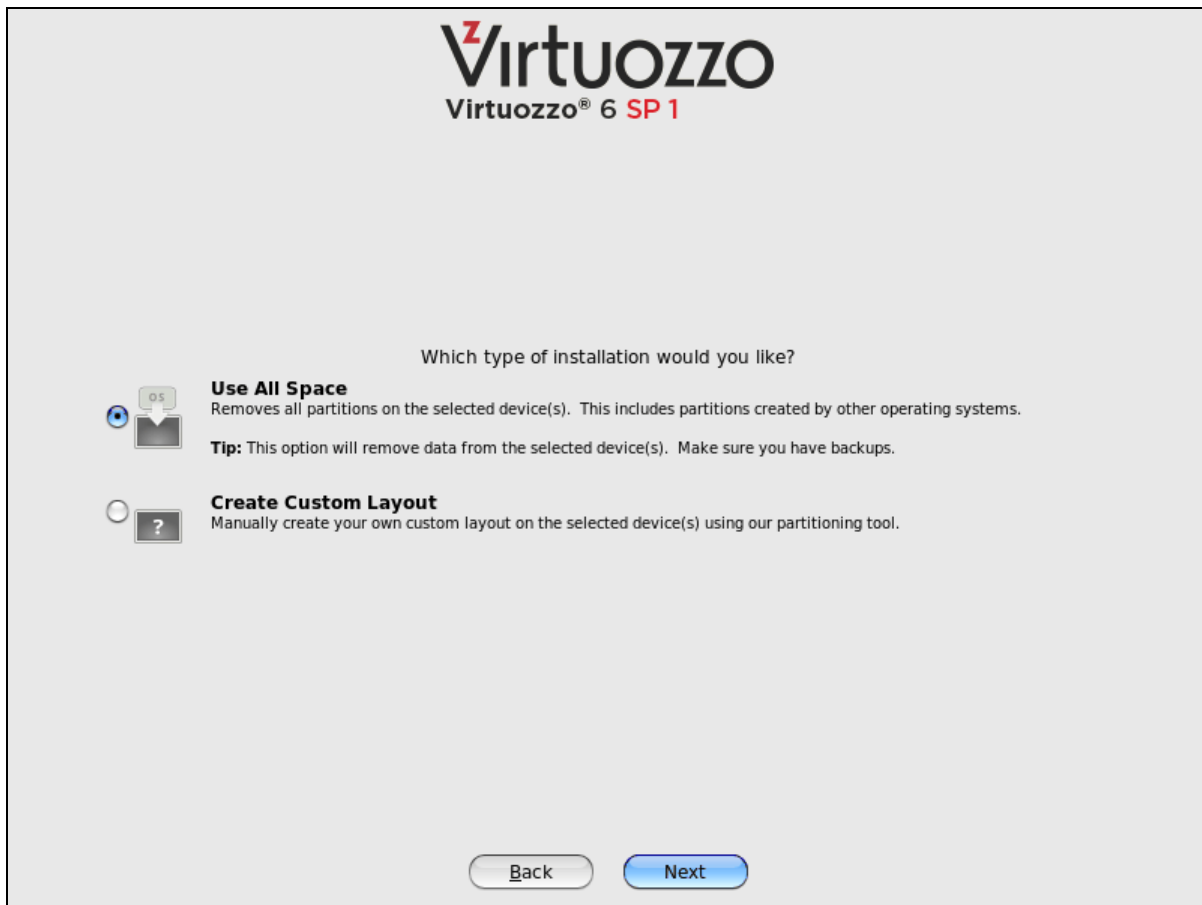 Virtuozzo
Virtuozzo® 6 SP 1
Which type of installation would you like?
OS
Use All Space
Removes all partitions on the selected device(s).  This includes partitions created by other operating systems.
Tip: This option will remove data from the selected device(s).  Make sure you have backups.
Create Custom Layout
?
Manually create your own custom layout on the selected device(s) using our partitioning tool.
Back
Next